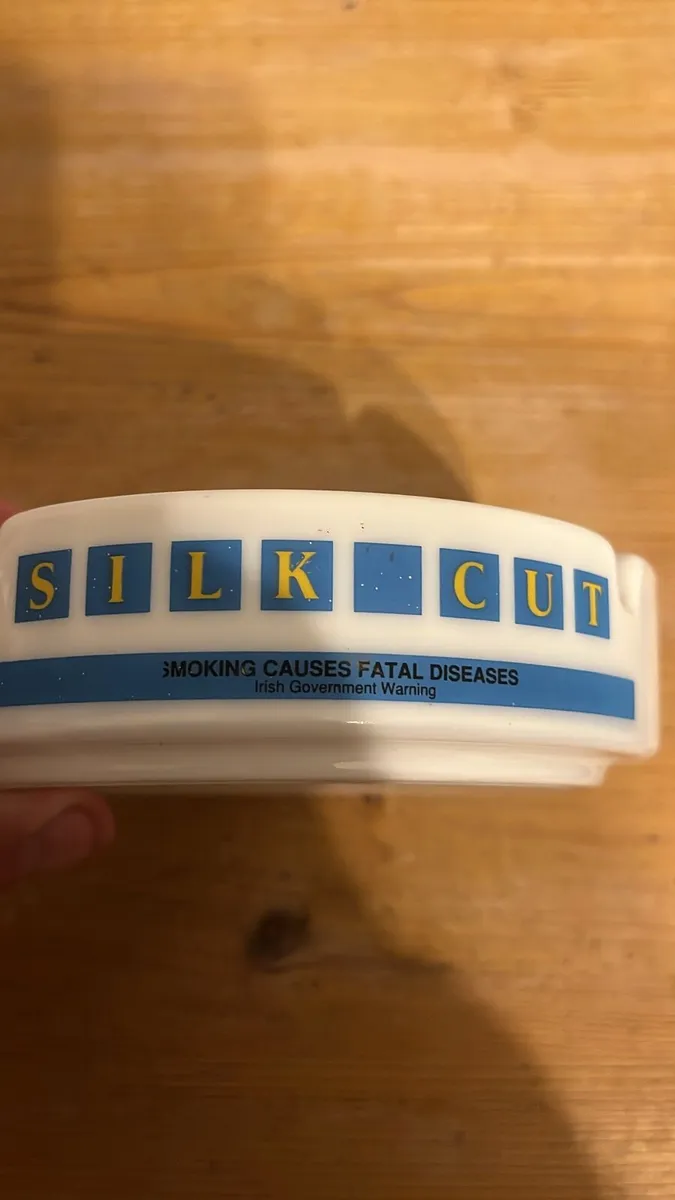 SILK CUT
SMOKING CAUSES FATAL DISEASES
Irish Government Warning